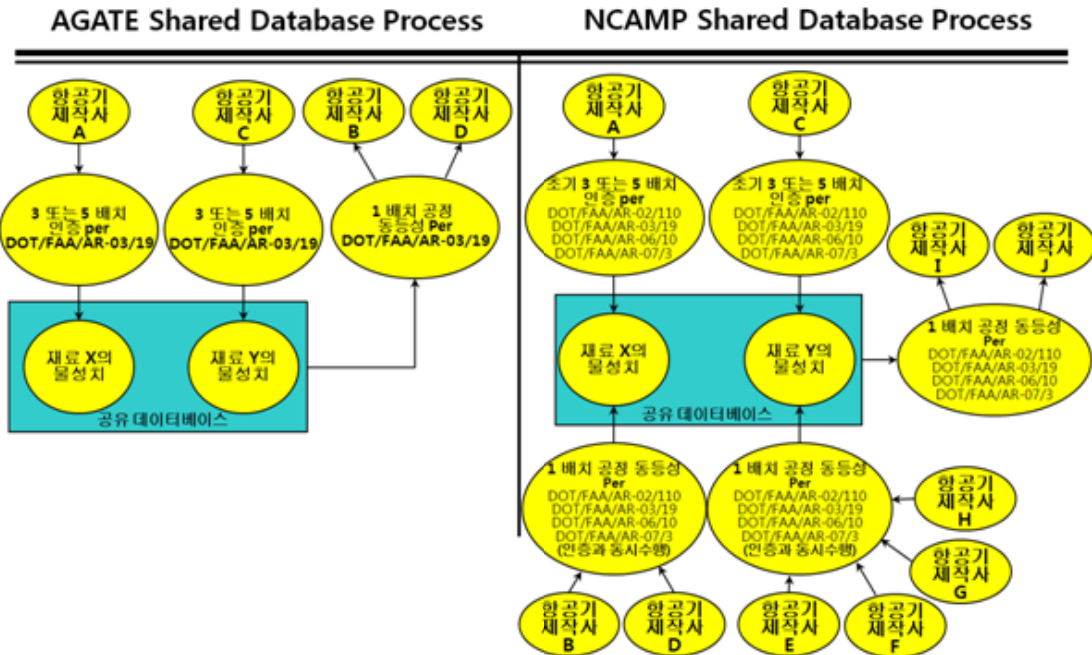 AGATE Shared Database Process
항공기
제작사
A
항공기
제작사
C
항공기
제작사
B
항공기
제작사
D
3 또는 5 배치
인증 per
DOT/FAA/AR-03/19
3 또는 5 배치
인증 per
DOT/FAA/AR-03/19
1 배치 공정
동등성 Per
DOT/FAA/AR-03/19
재료 X의
물성치
재료 Y의
물성치
공유 데이터베이스
NCAMP Shared Database Process
항공기
제작사
A
항공기
제작사
C
초기 3 또는 5 배치
인증 per
DOT/FAA/AR-02/110
DOT/FAA/AR-03/19
DOT/FAA/AR-06/10
DOT/FAA/AR-07/3
초기 3 또는 5 배치
인증 per
DOT/FAA/AR-02/110
DOT/FAA/AR-03/19
DOT/FAA/AR-06/10
DOT/FAA/AR-07/3
항공기
제작사
I
항공기
제작사
J
재료 X의
물성치
재료 Y의
물성치
공유 데이터베이스
1 배치 공정 동등성
Per
DOT/FAA/AR-02/110
DOT/FAA/AR-03/19
DOT/FAA/AR-06/10
DOT/FAA/AR-07/3
1 배치 공정 동등성
Per
DOT/FAA/AR-02/110
DOT/FAA/AR-03/19
DOT/FAA/AR-06/10
DOT/FAA/AR-07/3
(인증과 동시수행)
1 배치 공정 동등성
Per
DOT/FAA/AR-02/110
DOT/FAA/AR-03/19
DOT/FAA/AR-06/10
DOT/FAA/AR-07/3
(인증과 동시수행)
항공기
제작사
H
항공기
제작사
G
항공기
제작사
B
항공기
제작사
D
항공기
제작사
E
항공기
제작사
F